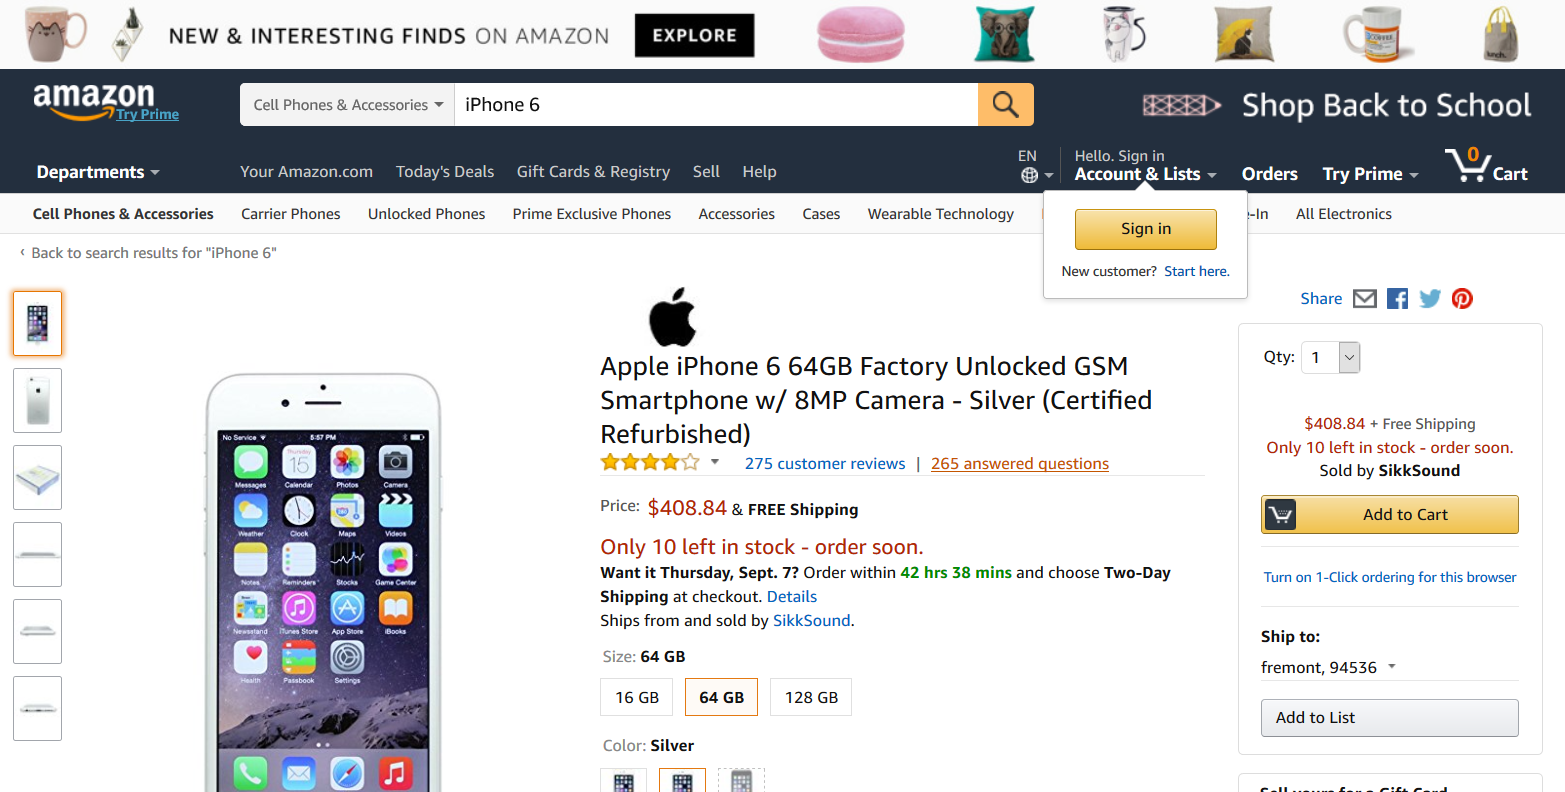 NEW & INTERESTING FINDS ON AMAZON EXPLORE
amazon
Try Prime
Cell Phones & Accessories
iPhone 6
Shop Back to School
Departments
Your Amazon.com Today's Deals Gift Cards & Registry Sell Help
EN
Hello. Sign in
Account & Lists
Orders
Try Prime
0
Cart
Cell Phones & Accessories Carrier Phones Unlocked Phones Prime Exclusive Phones Accessories Cases Wearable Technology
e-In All Electronics
Sign in
New customer? Start here.
‹ Back to search results for "iPhone 6"
Share
Apple iPhone 6 64GB Factory Unlocked GSM
Smartphone w/ 8MP Camera - Silver (Certified
Refurbished)
275 customer reviews | 265 answered questions
Price: $408.84 & FREE Shipping
Only 10 left in stock - order soon.
Want it Thursday, Sept. 7? Order within 42 hrs 38 mins and choose Two-Day
Shipping at checkout. Details
Ships from and sold by SikkSound.
Size: 64 GB
16 GB 64 GB 128 GB
Color: Silver
No Service 5:57 PM
Thursday
15
Messages Calendar Photos Camera
Weather Clock Maps Videos
Notes Reminders Stocks Game Center
Newsstand iTunes Store App Store iBooks
Health Passbook Settings
Qty: 1
$408.84 + Free Shipping
Only 10 left in stock - order soon.
Sold by SikkSound
Add to Cart
Turn on 1-Click ordering for this browser
Ship to:
fremont, 94536
Add to List
Sell yours for a Gift Card